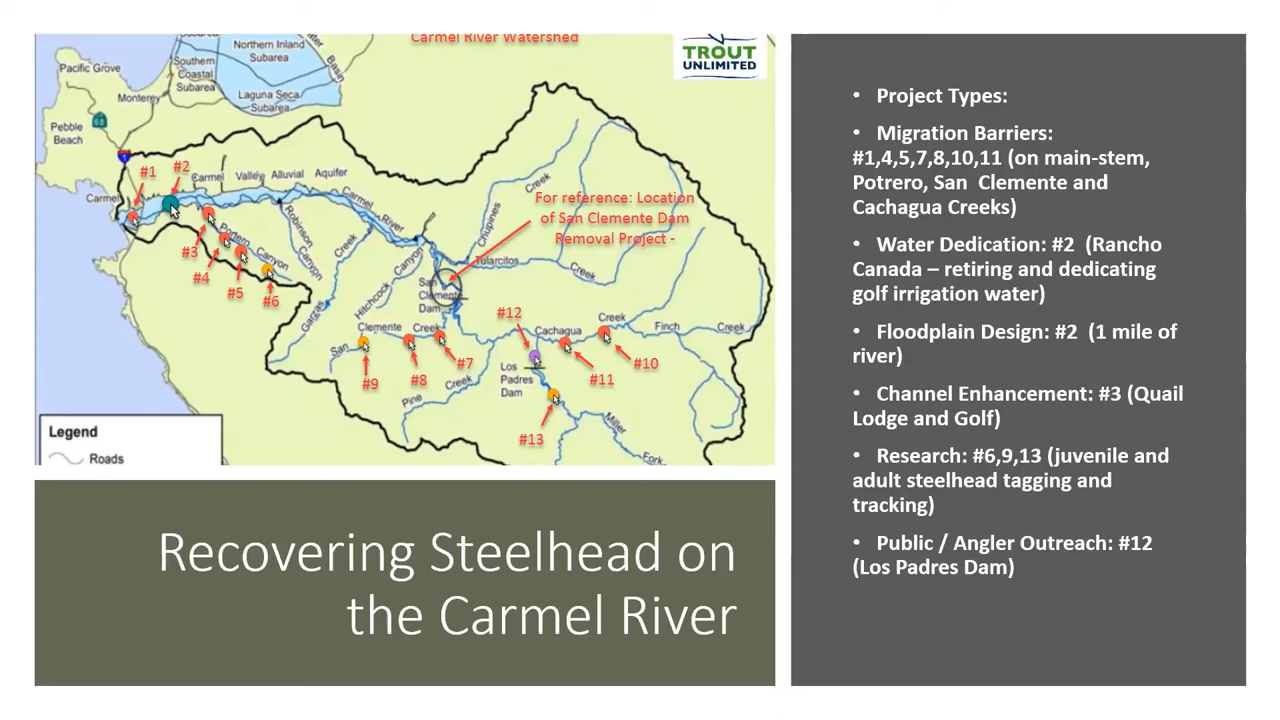 Carmel River Watershed
TROUT
UNLIMITED
Northern Inland
Subarea
Southern
Coastal
Subarea
Laguna Seca
Subarea
Basin
Pacific Grove
Monterey
Pebble
Beach
1
#1
#2
Carmel Valley Alluvial Aquifer
Carmel
Carmel River
#3
#4
#5
#6
Portero Canyon
Robinson Canyon
Garzas Creek
Hitchcock Canyon
Chupines Creek
For reference: Location
of San Clemente Dam
Removal Project -
Tularcitos Creek
San
Clemente
Dam
San Clemente Creek
#7
#8
#9
Pine Creek
#12
Cachagua Creek
Finch Creek
#10
#11
Los
Padres
Dam
#13
Miller
Fork
Legend
Roads
Recovering Steelhead on
the Carmel River
• Project Types:
• Migration Barriers:
#1,4,5,7,8,10,11 (on main-stem,
Potrero, San Clemente and
Cachagua Creeks)
• Water Dedication: #2 (Rancho
Canada – retiring and dedicating
golf irrigation water)
• Floodplain Design: #2 (1 mile of
river)
• Channel Enhancement: #3 (Quail
Lodge and Golf)
• Research: #6,9,13 (juvenile and
adult steelhead tagging and
tracking)
• Public / Angler Outreach: #12
(Los Padres Dam)